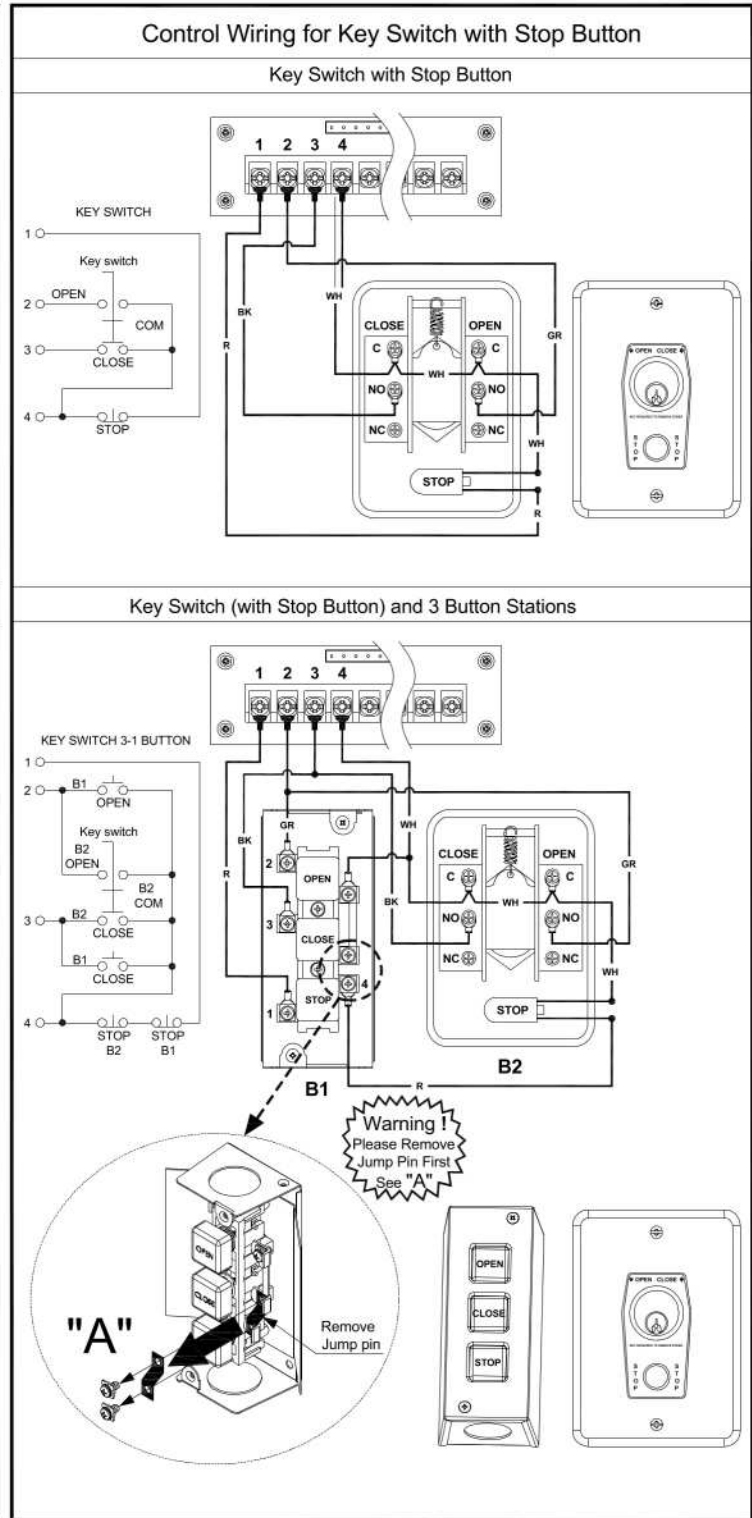 Control Wiring for Key Switch with Stop Button
Key Switch with Stop Button
1 2 3 4
KEY SWITCH
1
Key switch
2 OPEN
COM
3
CLOSE
4
STOP
R
BK
WH
GR
CLOSE OPEN
C C
WH
NO NO
NC NC
WH
STOP
R
OPEN CLOSE
STOP STOP
Key Switch (with Stop Button) and 3 Button Stations
1 2 3 4
KEY SWITCH 3-1 BUTTON
1
2 B1
OPEN
Key switch
B2
OPEN
B2
COM
3 B2
CLOSE
B1
CLOSE
4
STOP STOP
B2 B1
R
BK
GR
WH
BK
GR
2
OPEN
3
CLOSE
4
STOP
1
B1
CLOSE OPEN
C C
WH
NO NO
NC NC
WH
STOP
B2
R
Warning !
Please Remove
Jump Pin First
See "A"
"A"
OPEN
CLOSE
Remove
Jump pin
OPEN
CLOSE
STOP
OPEN CLOSE
STOP STOP